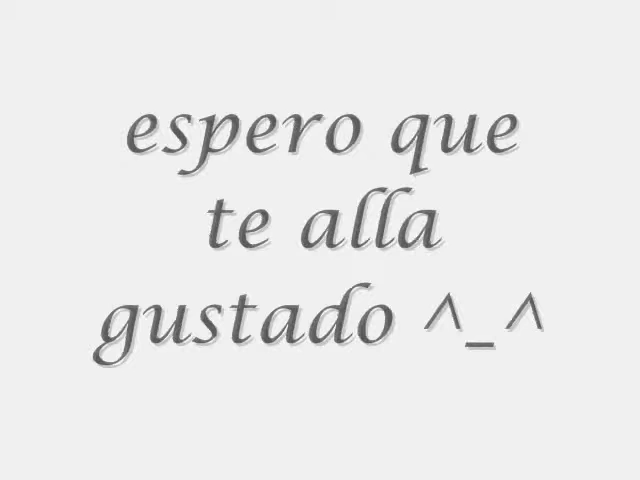 espero que
te alla
gustado ^_^